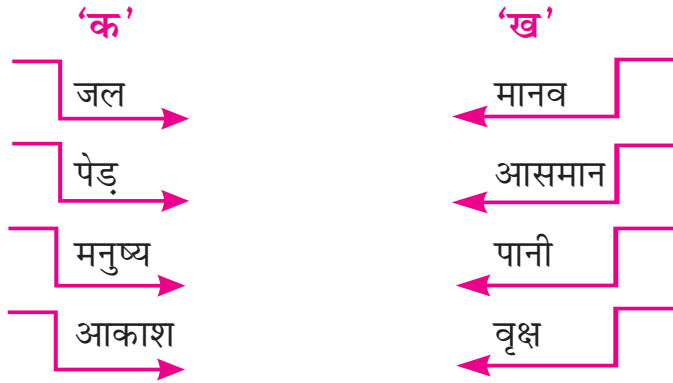 ‘क’ ‘ख’
जल मानव
पेड़ आसमान
मनुष्य पानी
आकाश वृक्ष